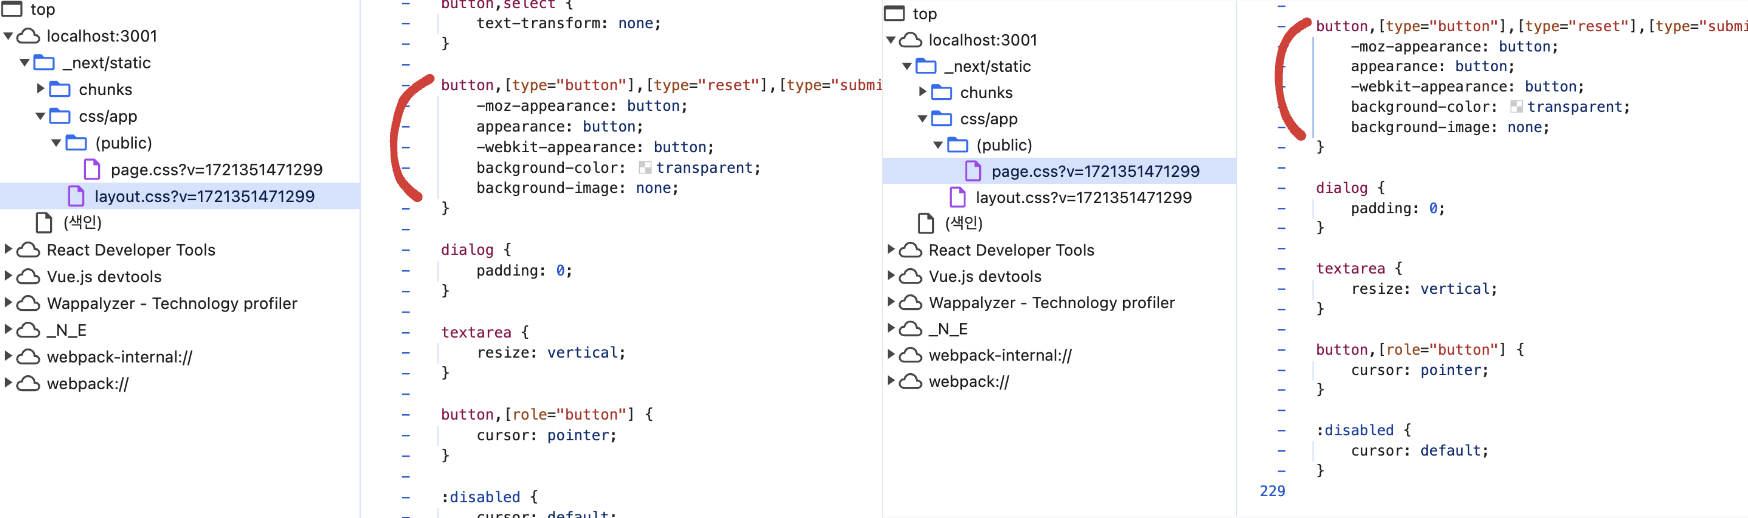 top
localhost:3001
_next/static
chunks
css/app
(public)
page.css?v=1721351471299
layout.css?v=1721351471299
(색인)
React Developer Tools
Vue.js devtools
Wappalyzer - Technology profiler
_N_E
webpack-internal://
webpack://
button,select {
text-transform: none;
}
button,[type="button"],[type="reset"],[type="submi
-moz-appearance: button;
appearance: button;
-webkit-appearance: button;
background-color: transparent;
background-image: none;
}
dialog {
padding: 0;
}
textarea {
resize: vertical;
}
button,[role="button"] {
cursor: pointer;
}
:disabled {
cursor: default;
top
localhost:3001
_next/static
chunks
css/app
(public)
page.css?v=1721351471299
layout.css?v=1721351471299
(색인)
React Developer Tools
Vue.js devtools
Wappalyzer - Technology profiler
_N_E
webpack-internal://
webpack://
button,[type="button"],[type="reset"],[type="submi
-moz-appearance: button;
appearance: button;
-webkit-appearance: button;
background-color: transparent;
background-image: none;
}
dialog {
padding: 0;
}
textarea {
resize: vertical;
}
button,[role="button"] {
cursor: pointer;
}
:disabled {
cursor: default;
}
229